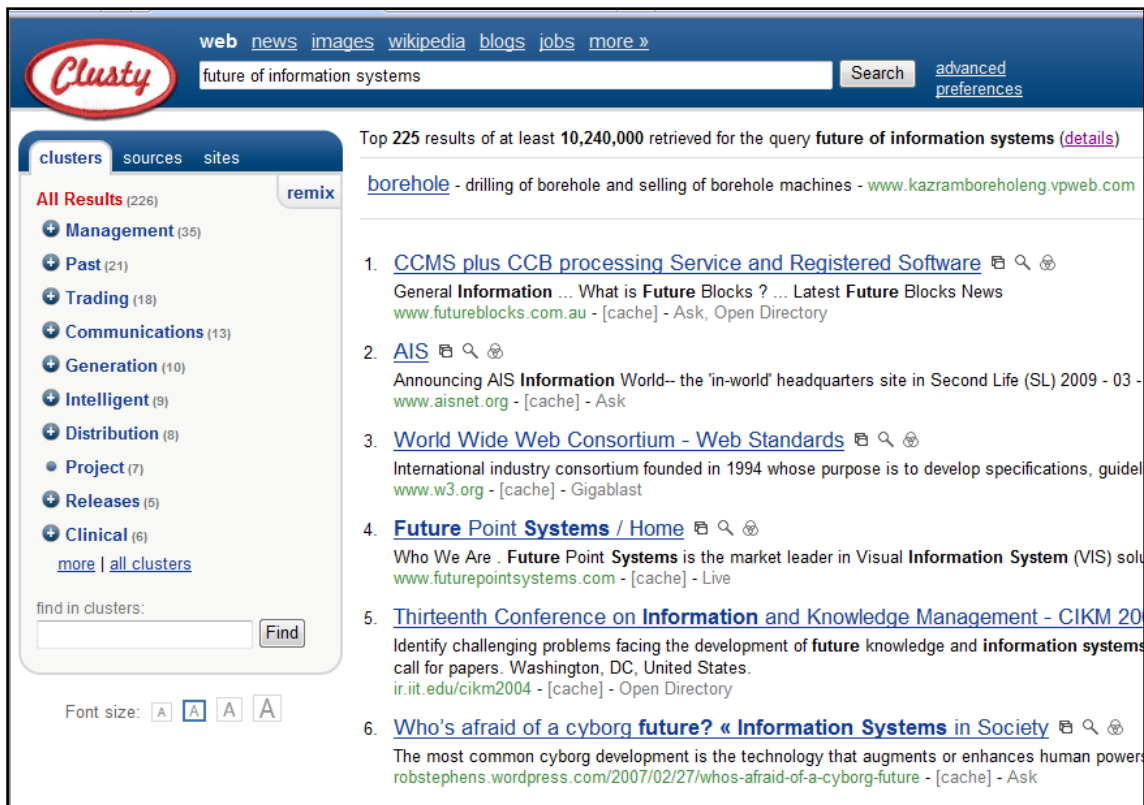 Clusty
web news images wikipedia blogs jobs more »
future of information systems
Search
advanced
preferences
clusters sources sites
remix
All Results (226)
Management (35)
Past (21)
Trading (18)
Communications (13)
Generation (10)
Intelligent (9)
Distribution (8)
Project (7)
Releases (5)
Clinical (6)
more | all clusters
find in clusters:
Find
Font size: A A A A
Top 225 results of at least 10,240,000 retrieved for the query future of information systems (details)
borehole - drilling of borehole and selling of borehole machines - www.kazramboreholeng.vpweb.com
1. CCMS plus CCB processing Service and Registered Software
General Information ... What is Future Blocks ? ... Latest Future Blocks News
www.futureblocks.com.au - [cache] - Ask, Open Directory
2. AIS
Announcing AIS Information World-- the 'in-world' headquarters site in Second Life (SL) 2009 - 03 -
www.aisnet.org - [cache] - Ask
3. World Wide Web Consortium - Web Standards
International industry consortium founded in 1994 whose purpose is to develop specifications,
www.w3.org - [cache] - Gigablast
4. Future Point Systems / Home
Who We Are . Future Point Systems is the market leader in Visual Information System (VIS)
www.futurepointsystems.com - [cache] - Live
5. Thirteenth Conference on Information and Knowledge Management - CIKM
Identify challenging problems facing the development of future knowledge and information systems
call for papers. Washington, DC, United States.
ir.iit.edu/cikm2004 - [cache] - Open Directory
6. Who's afraid of a cyborg future? « Information Systems in Society
The most common cyborg development is the technology that augments or enhances human powers
robstephens.wordpress.com/2007/02/27/whos-afraid-of-a-cyborg-future - [cache] - Ask